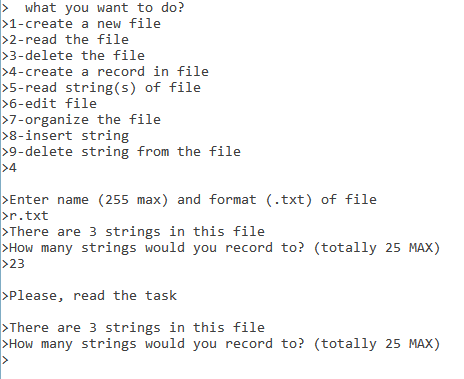 >  what you want to do?
>1-create a new file
>2-read the file
>3-delete the file
>4-create a record in file
>5-read string(s) of file
>6-edit file
>7-organize the file
>8-insert string
>9-delete string from the file
>4
>Enter name (255 max) and format (.txt) of file
>r.txt
>There are 3 strings in this file
>How many strings would you record to? (totally 25 MAX)
>23
>Please, read the task
>There are 3 strings in this file
>How many strings would you record to? (totally 25 MAX)
>